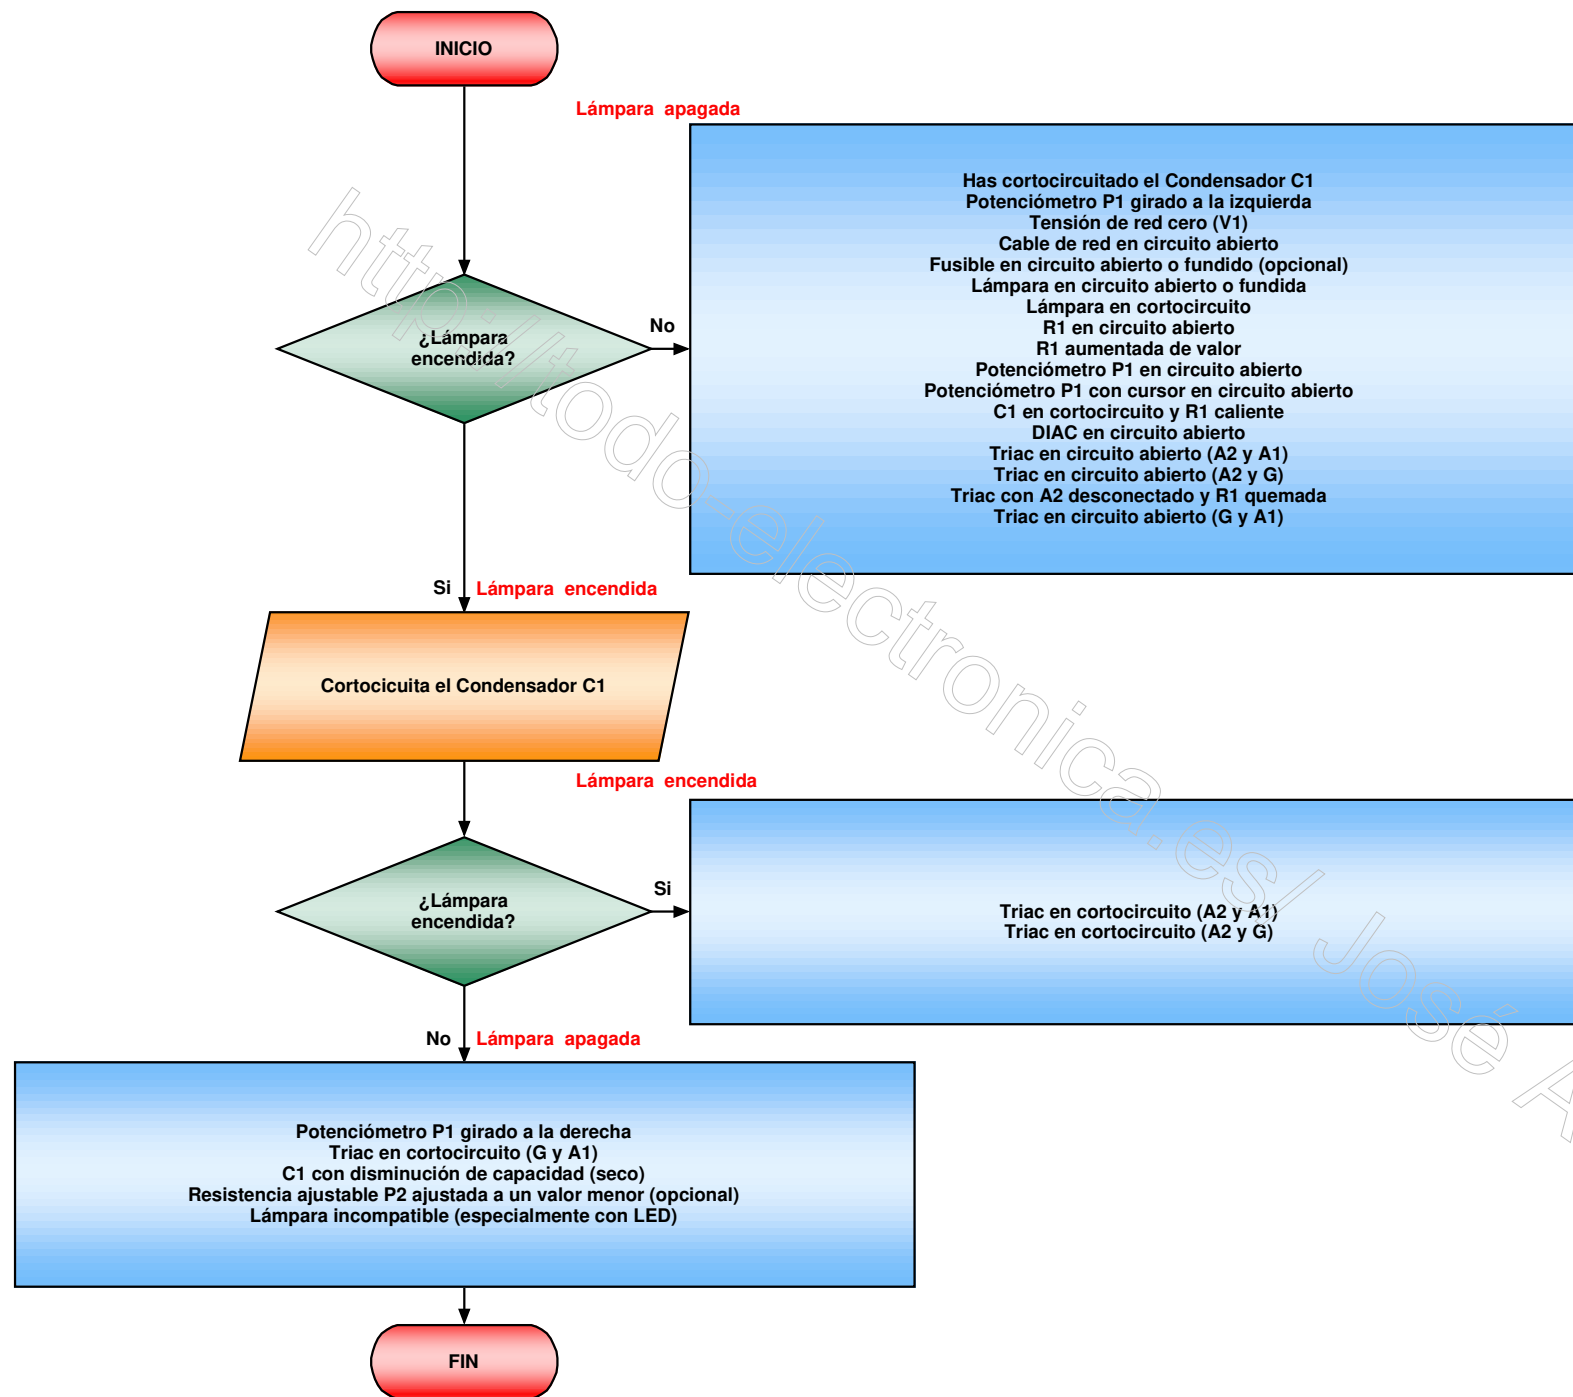 INICIO
Lámpara apagada
Has cortocircuitado el Condensador C1
Potenciómetro P1 girado a la izquierda
Tensión de red cero (V1)
Cable de red en circuito abierto
Fusible en circuito abierto o fundido (opcional)
Lámpara en circuito abierto o fundida
Lámpara en cortocircuito
R1 en circuito abierto
R1 aumentada de valor
Potenciómetro P1 en circuito abierto
Potenciómetro P1 con cursor en circuito abierto
C1 en cortocircuito y R1 caliente
DIAC en circuito abierto
Triac en circuito abierto (A2 y A1)
Triac en circuito abierto (A2 y G)
Triac con A2 desconectado y R1 quemada
Triac en circuito abierto (G y A1)
¿Lámpara
encendida?
No
Si
Lámpara encendida
Cortocicuita el Condensador C1
Lámpara encendida
¿Lámpara
encendida?
Si
Triac en cortocircuito (A2 y A1)
Triac en cortocircuito (A2 y G)
No
Lámpara apagada
Potenciómetro P1 girado a la derecha
Triac en cortocircuito (G y A1)
C1 con disminución de capacidad (seco)
Resistencia ajustable P2 ajustada a un valor menor (opcional)
Lámpara incompatible (especialmente con LED)
FIN
http://todo-electronica.es/ José A